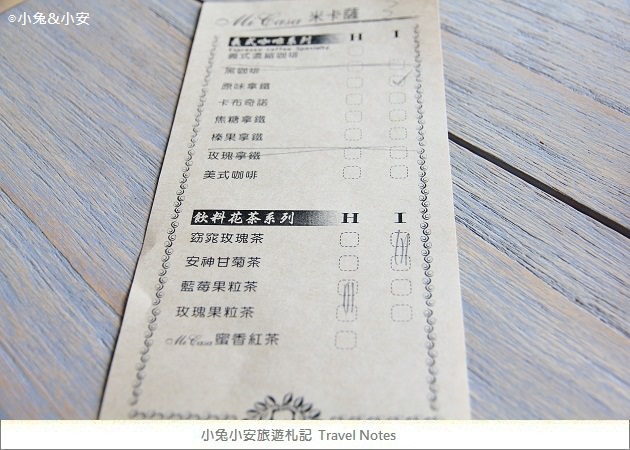 ©小兔&小安
Mi Casa 米卡薩
義式咖啡系列 H I
Espresso Coffee Specialty
義式濃縮咖啡
黑咖啡
原味拿鐵
卡布奇諾
焦糖拿鐵
榛果拿鐵
玫瑰拿鐵
美式咖啡
飲料花茶系列 H I
窈窕玫瑰茶
安神甘菊茶
藍莓果粒茶
玫瑰果粒茶
Mi Casa 蜜香紅茶
小兔小安旅遊札記 Travel Notes